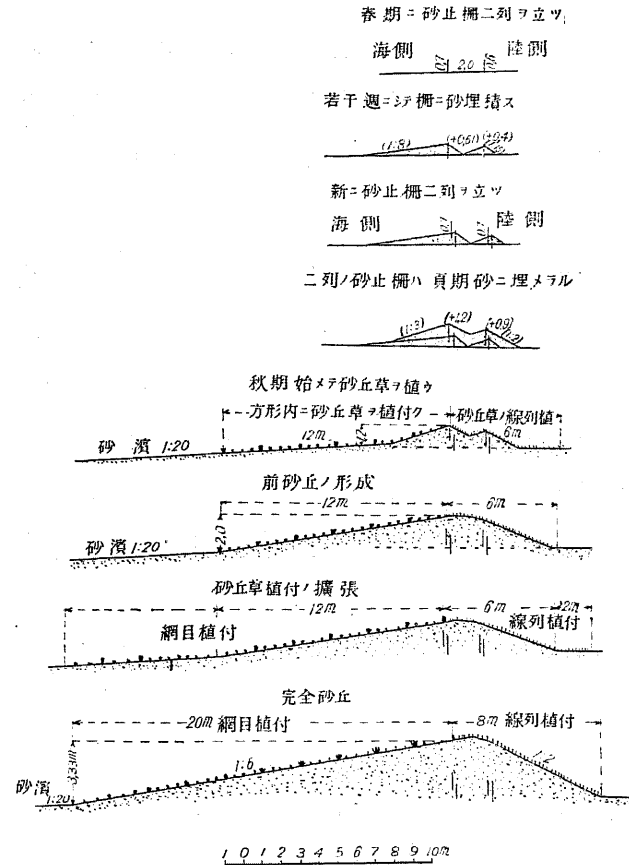 春期ニ砂止柵二列ヲ立ツ
海側 0.7 2.0 陸側
若干週ニシテ柵ニ砂埋積ス
(1:8) (+0.4)
新ニ砂止柵二列ヲ立ツ
海側 0.7 0.7 陸側
二列ノ砂止柵ハ夏期砂ニ埋メラル
(1:3) (+1.2) (+0.9) (1:2)
秋期始メテ砂丘草ヲ植ウ
方形内ニ砂丘草ヲ植付ク 砂丘草ノ線列植
砂濱 1:20 12m 1.2 6m
前砂丘ノ形成
12m 6m
砂濱 1:20 2.0
砂丘草植付ノ擴張
12m 6m 2m
網目植付 線列植付
完全砂丘
20m 網目植付 8m 線列植付
3.33m 1:6 1:2
砂濱 1:20
1 0 1 2 3 4 5 6 7 8 9 10m